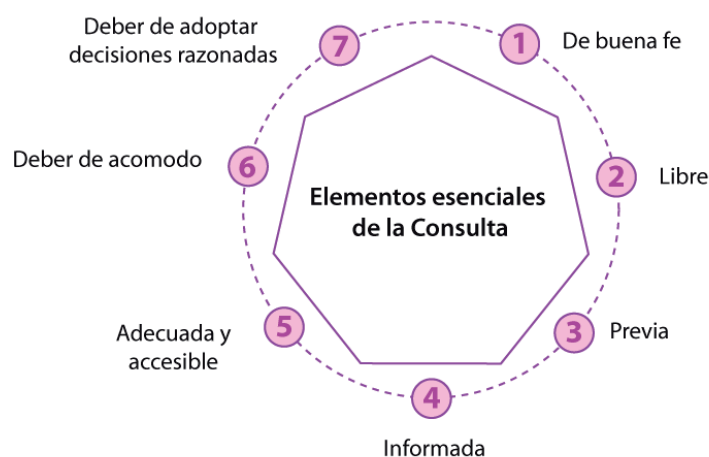 Elementos esenciales
de la Consulta
1
De buena fe
2
Libre
3
Previa
4
Informada
5
Adecuada y
accesible
6
Deber de acomodo
7
Deber de adoptar
decisiones razonadas